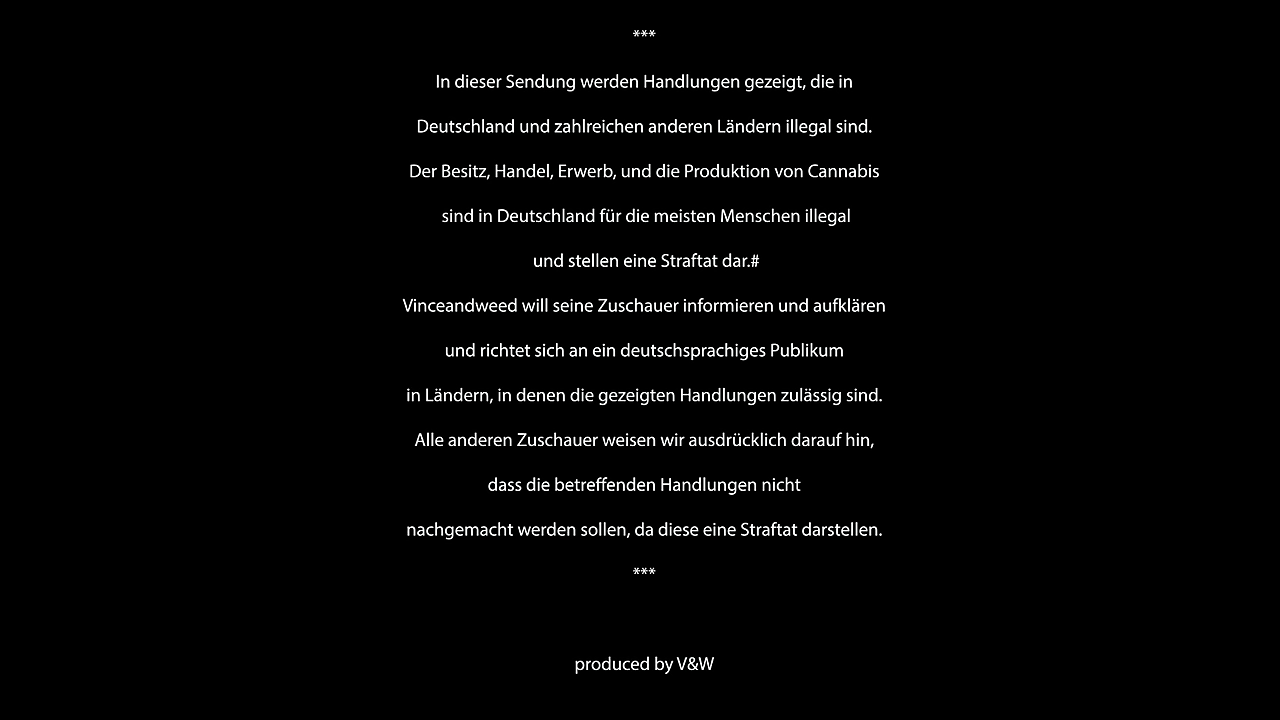 ***
In dieser Sendung werden Handlungen gezeigt, die in
Deutschland und zahlreichen anderen Ländern illegal sind.
Der Besitz, Handel, Erwerb, und die Produktion von Cannabis
sind in Deutschland für die meisten Menschen illegal
und stellen eine Straftat dar.#
Vinceandweed will seine Zuschauer informieren und aufklären
und richtet sich an ein deutschsprachiges Publikum
in Ländern, in denen die gezeigten Handlungen zulässig sind.
Alle anderen Zuschauer weisen wir ausdrücklich darauf hin,
dass die betreffenden Handlungen nicht
nachgemacht werden sollen, da diese eine Straftat darstellen.
***
produced by V&W